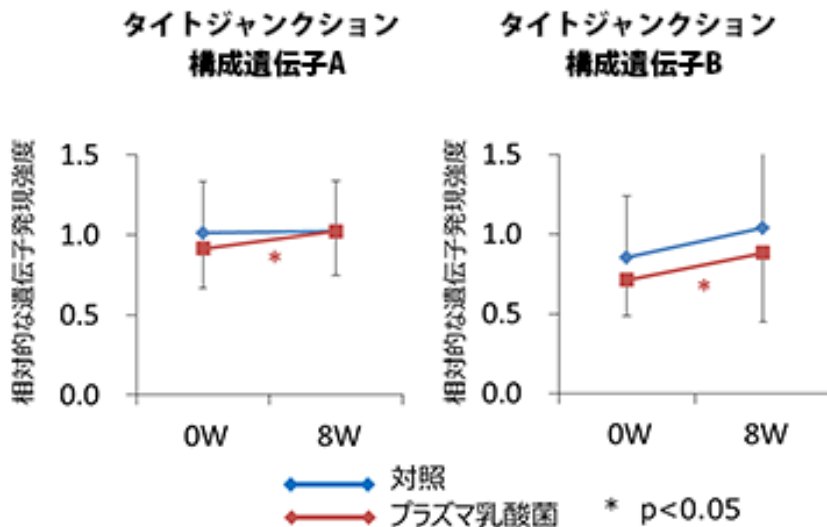 タイトジャンクション
構成遺伝子A
相対的な遺伝子発現強度
1.5
1.0
0.5
0.0
*
0W
8W
タイトジャンクション
構成遺伝子B
相対的な遺伝子発現強度
1.5
1.0
0.5
0.0
*
0W
8W
対照
プラズマ乳酸菌
* p<0.05